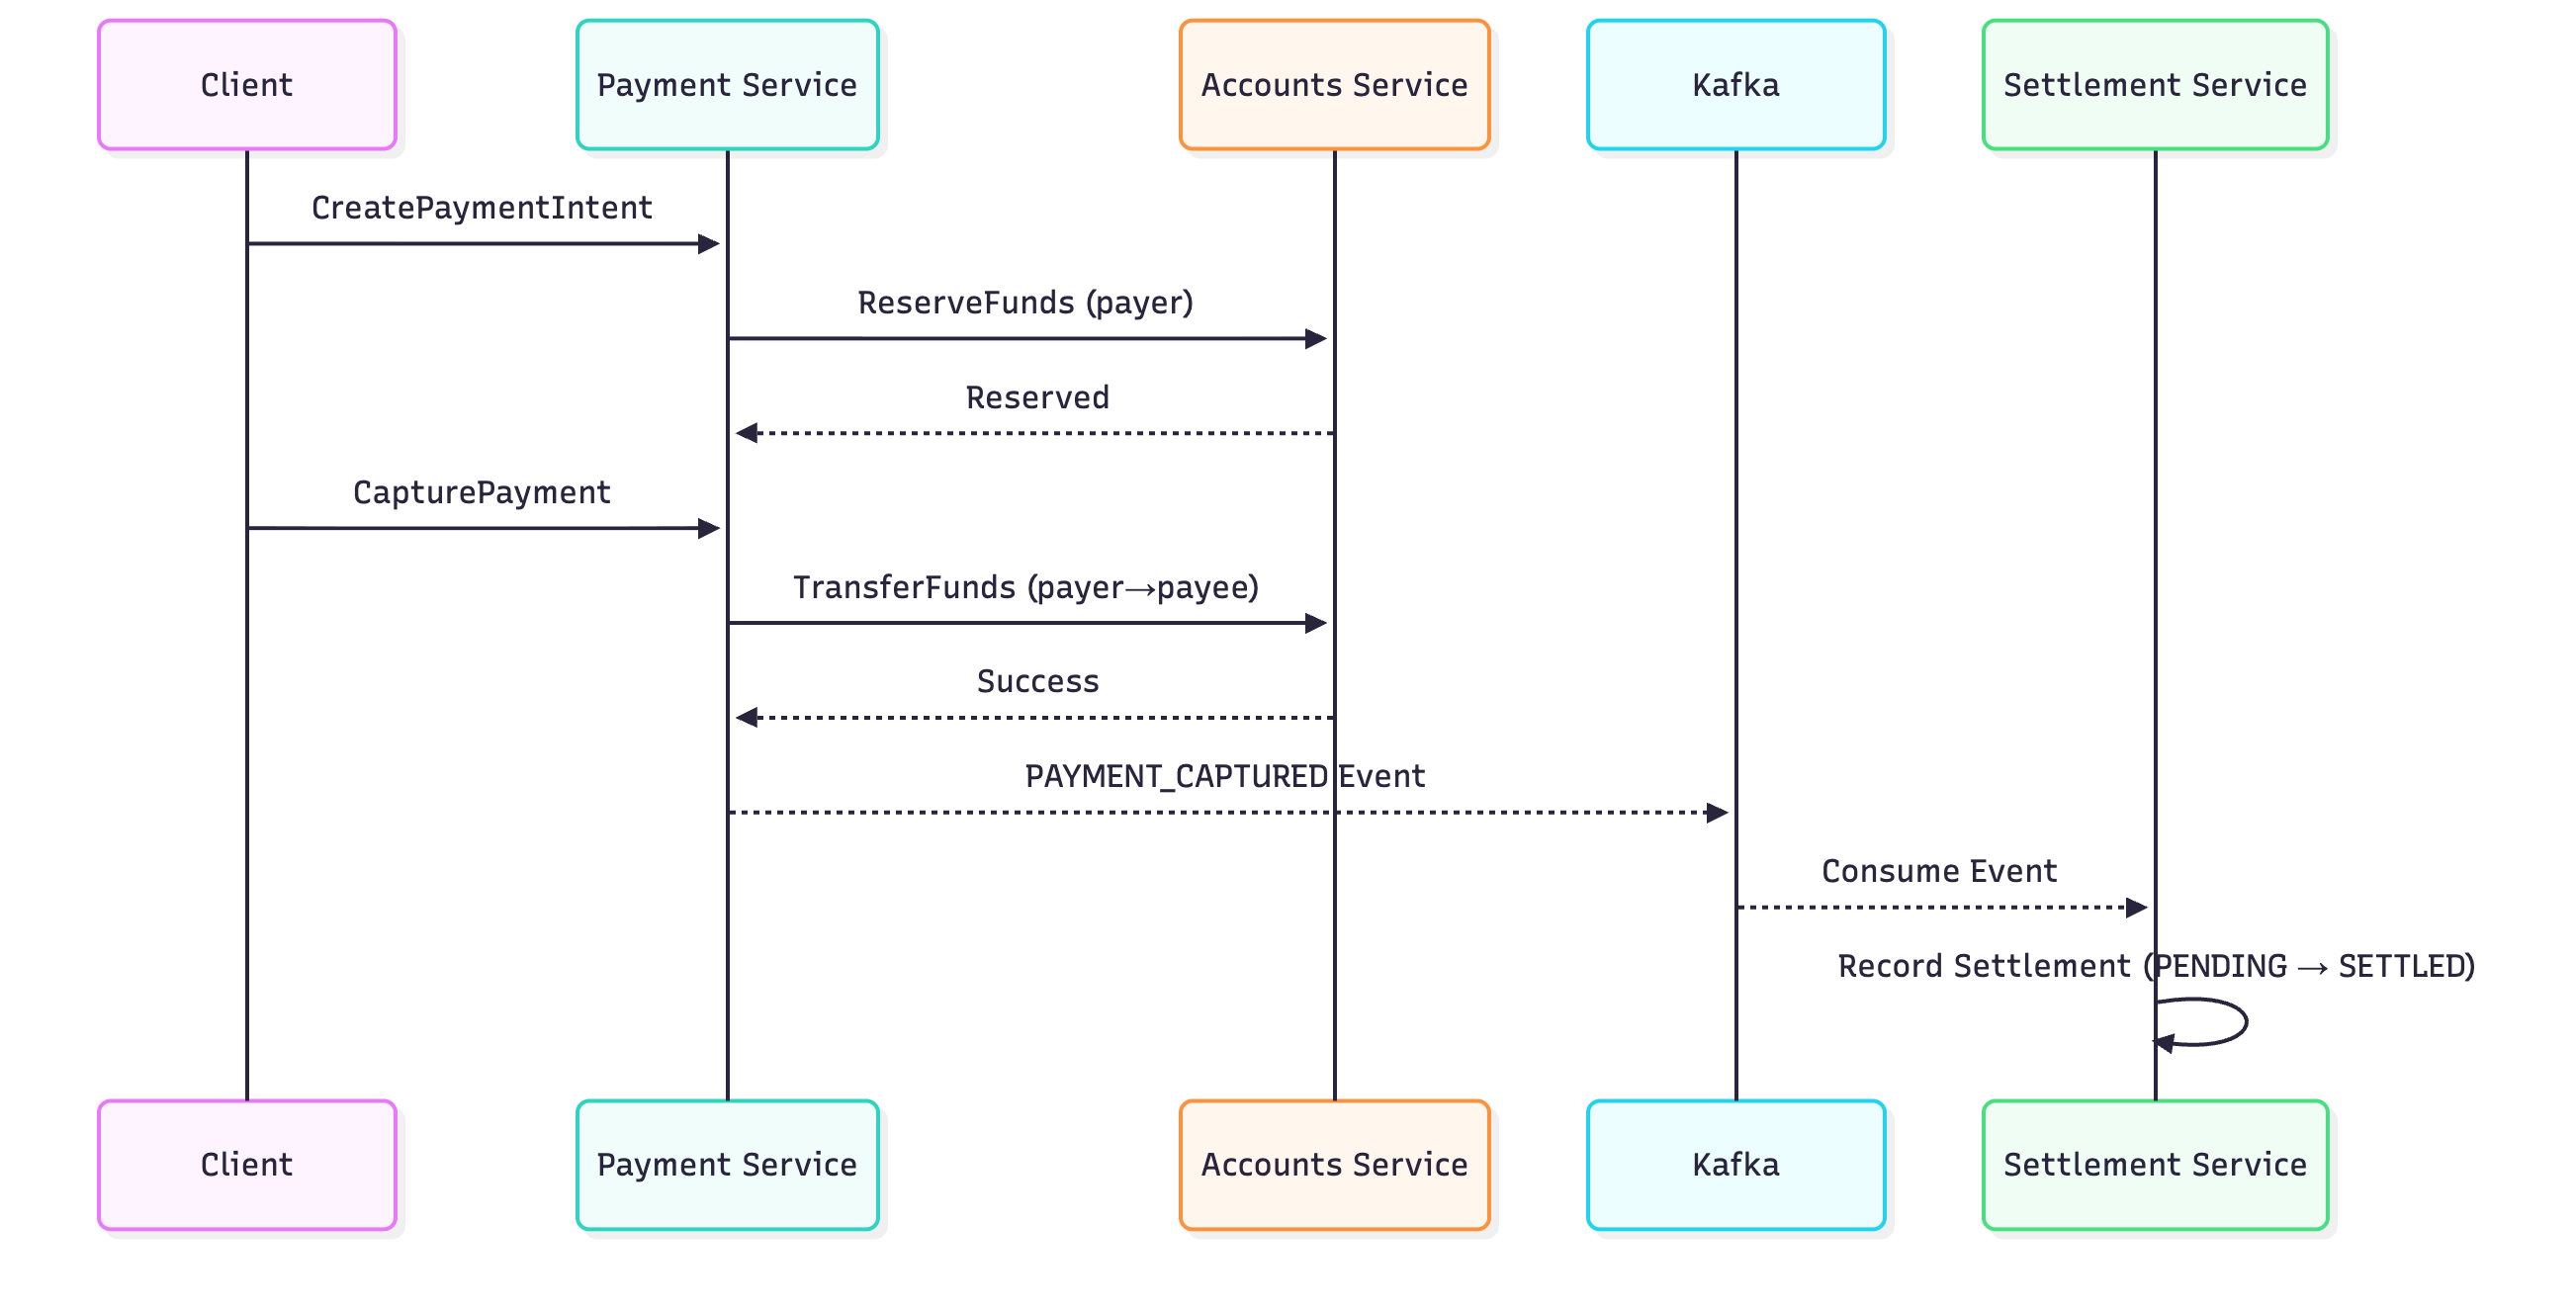 Client
Payment Service
Accounts Service
Kafka
Settlement Service
CreatePaymentIntent
ReserveFunds (payer)
Reserved
CapturePayment
TransferFunds (payer→payee)
Success
PAYMENT_CAPTURED Event
Consume Event
Record Settlement (PENDING → SETTLED)
Client
Payment Service
Accounts Service
Kafka
Settlement Service